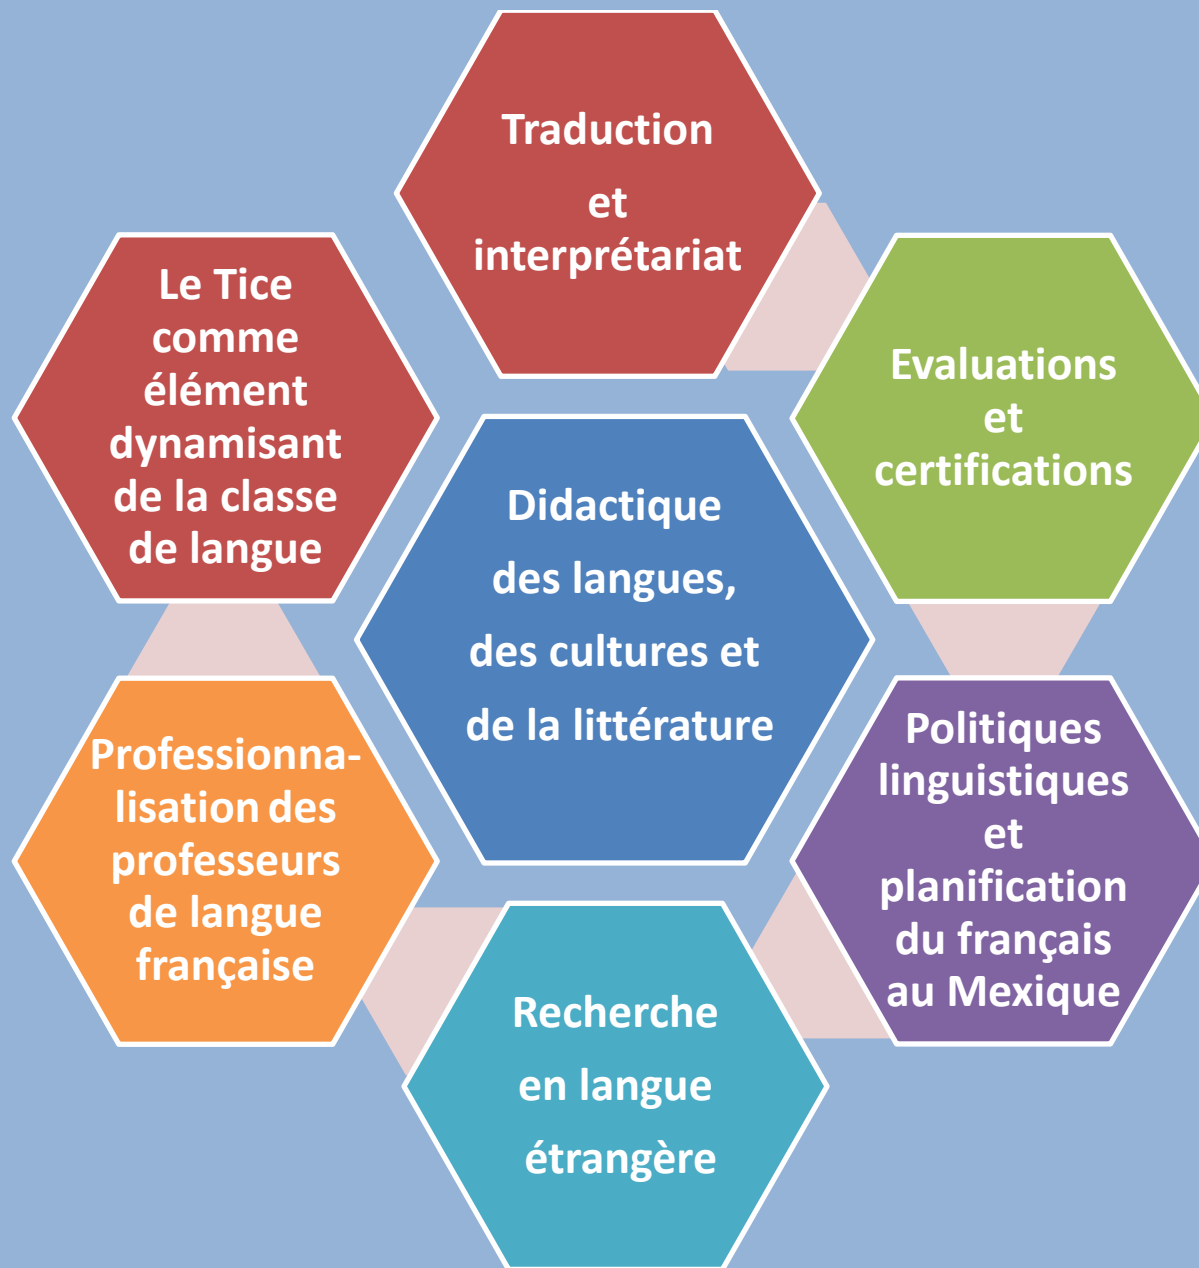 Traduction
et
interprétariat
Le Tice
comme
élément
dynamisant
de la classe
de langue
Evaluations
et
certifications
Didactique
des langues,
des cultures et
de la littérature
Professionna-
lisation des
professeurs
de langue
française
Politiques
linguistiques
et
planification
du français
au Mexique
Recherche
en langue
étrangère